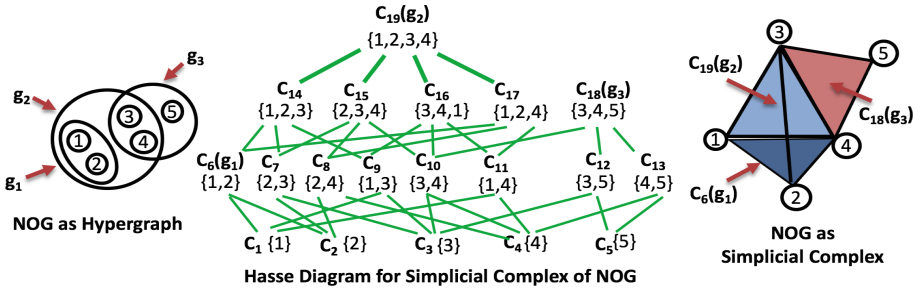 g₃
g₂
3
5
1
4
2
g₁
NOG as Hypergraph
C₁₉(g₂)
{1,2,3,4}
C₁₄ C₁₅ C₁₆ C₁₇ C₁₈(g₃)
{1,2,3} {2,3,4} {3,4,1} {1,2,4} {3,4,5}
C₆(g₁) C₇ C₈ C₉ C₁₀ C₁₁ C₁₂ C₁₃
{1,2} {2,3} {2,4} {1,3} {3,4} {1,4} {3,5} {4,5}
C₁ {1} C₂ {2} C₃ {3} C₄ {4} C₅ {5}
Hasse Diagram for Simplicial Complex of NOG
3
5
C₁₉(g₂)
C₁₈(g₃)
1
4
C₆(g₁)
2
NOG as
Simplicial Complex